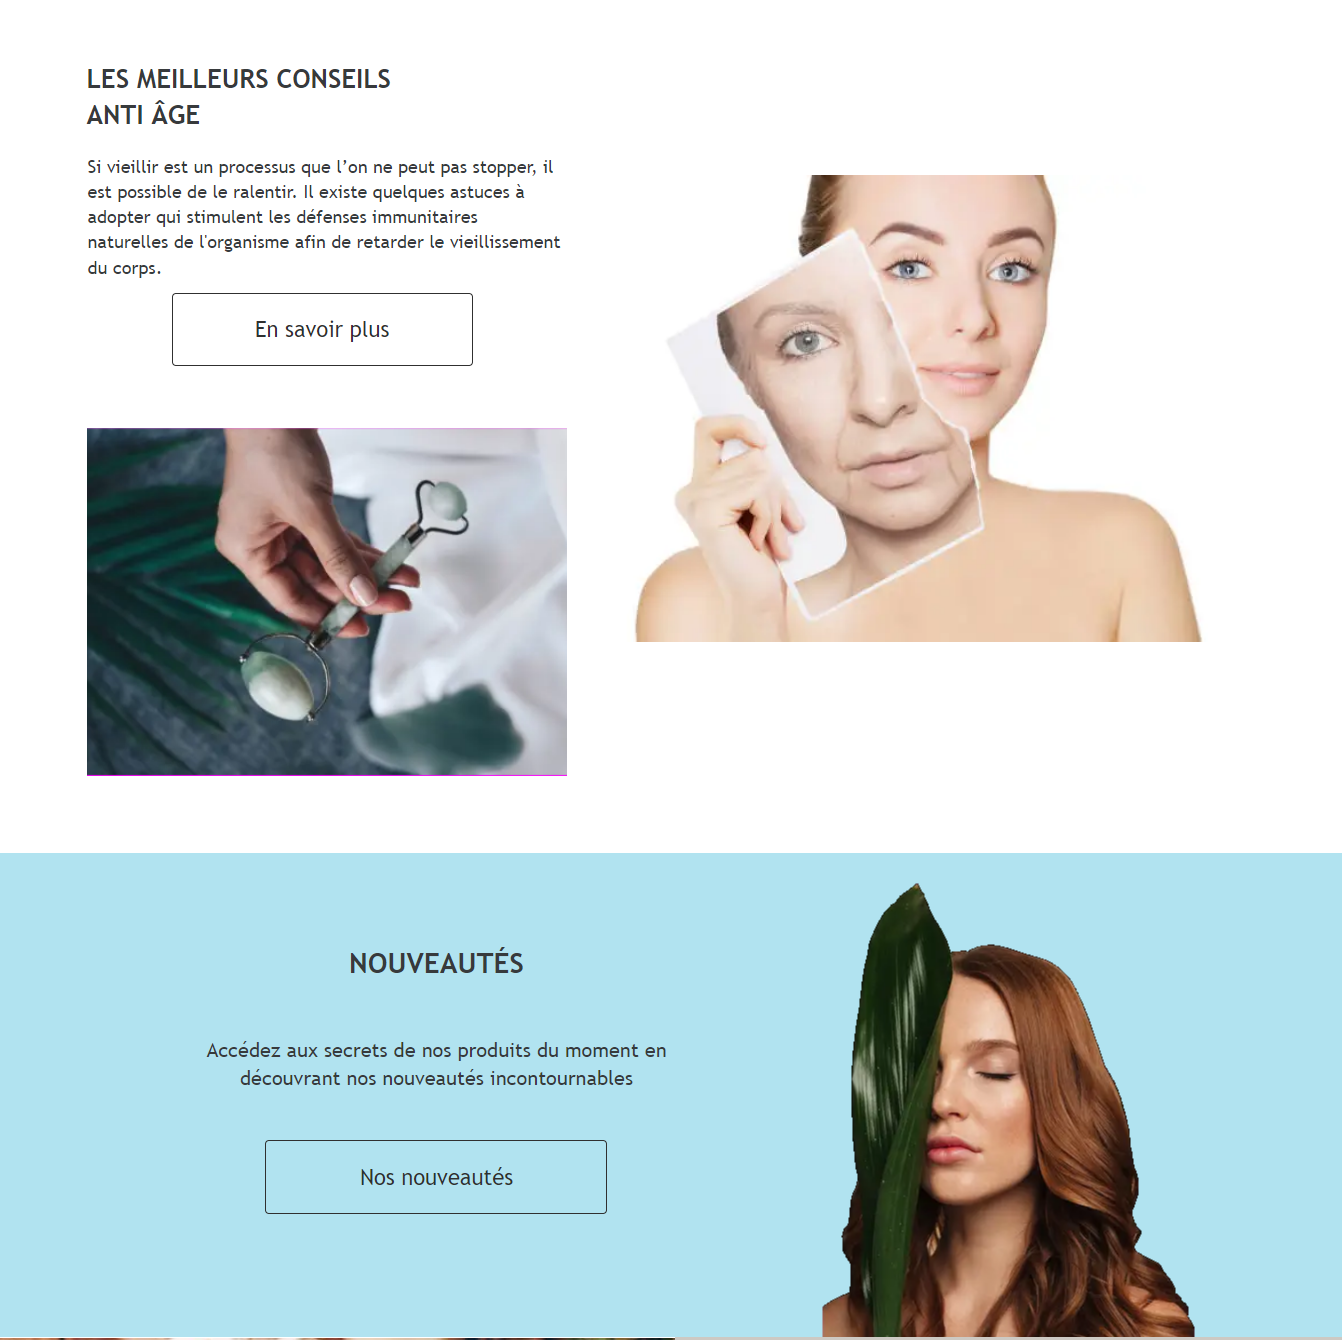 LES MEILLEURS CONSEILS
ANTI ÂGE
Si vieillir est un processus que l’on ne peut pas stopper, il
est possible de le ralentir. Il existe quelques astuces à
adopter qui stimulent les défenses immunitaires
naturelles de l'organisme afin de retarder le vieillissement
du corps.
En savoir plus
NOUVEAUTÉS
Accédez aux secrets de nos produits du moment en
découvrant nos nouveautés incontournables
Nos nouveautés